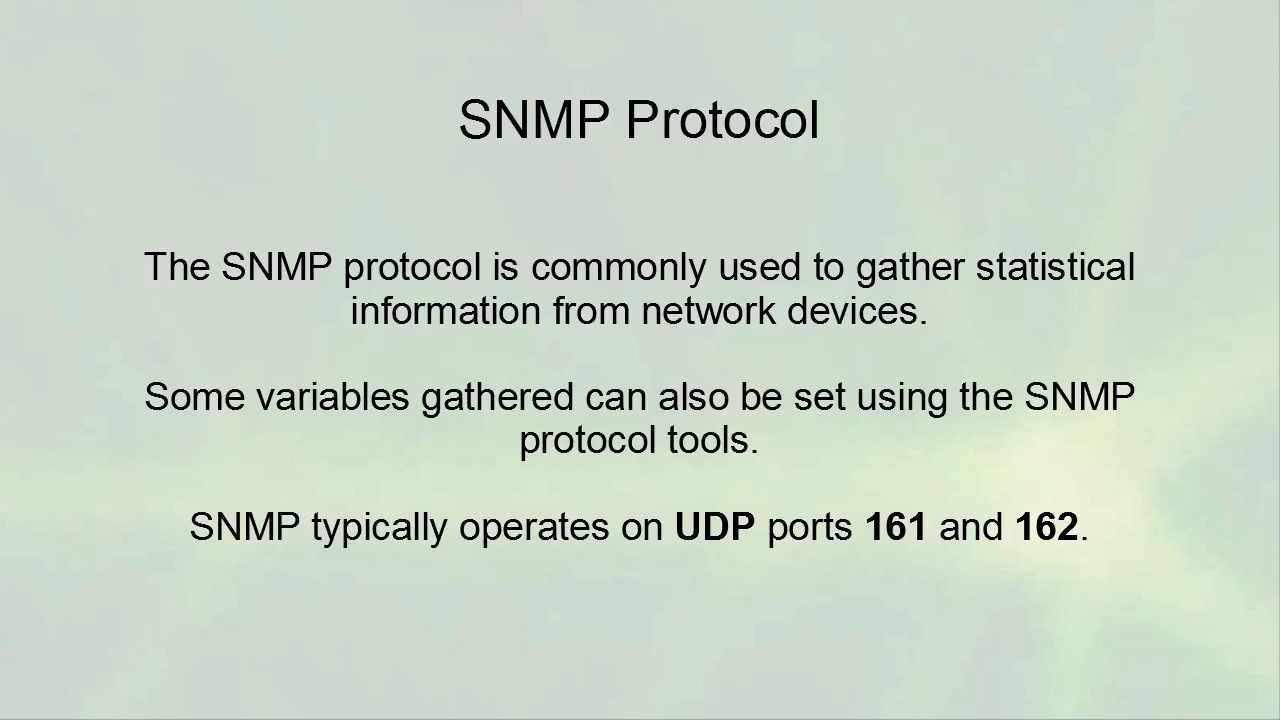 SNMP Protocol
The SNMP protocol is commonly used to gather statistical
information from network devices.
Some variables gathered can also be set using the SNMP
protocol tools.
SNMP typically operates on UDP ports 161 and 162.